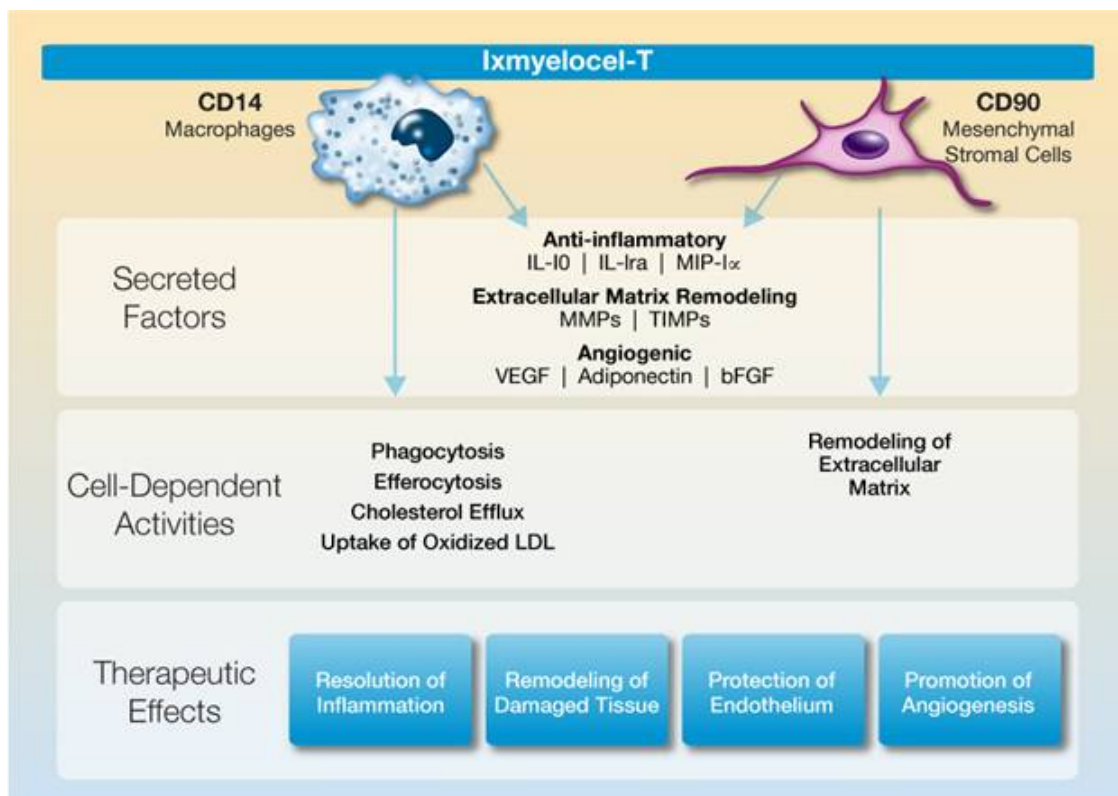 Ixmyelocel-T
CD14
Macrophages
CD90
Mesenchymal
Stromal Cells
Secreted
Factors
Anti-inflammatory
IL-I0 | IL-Ira | MIP-I∝
Extracellular Matrix Remodeling
MMPs | TIMPs
Angiogenic
VEGF | Adiponectin | bFGF
Cell-Dependent
Activities
Phagocytosis
Efferocytosis
Cholesterol Efflux
Uptake of Oxidized LDL
Remodeling of
Extracellular
Matrix
Therapeutic
Effects
Resolution of
Inflammation
Remodeling of
Damaged Tissue
Protection of
Endothelium
Promotion of
Angiogenesis